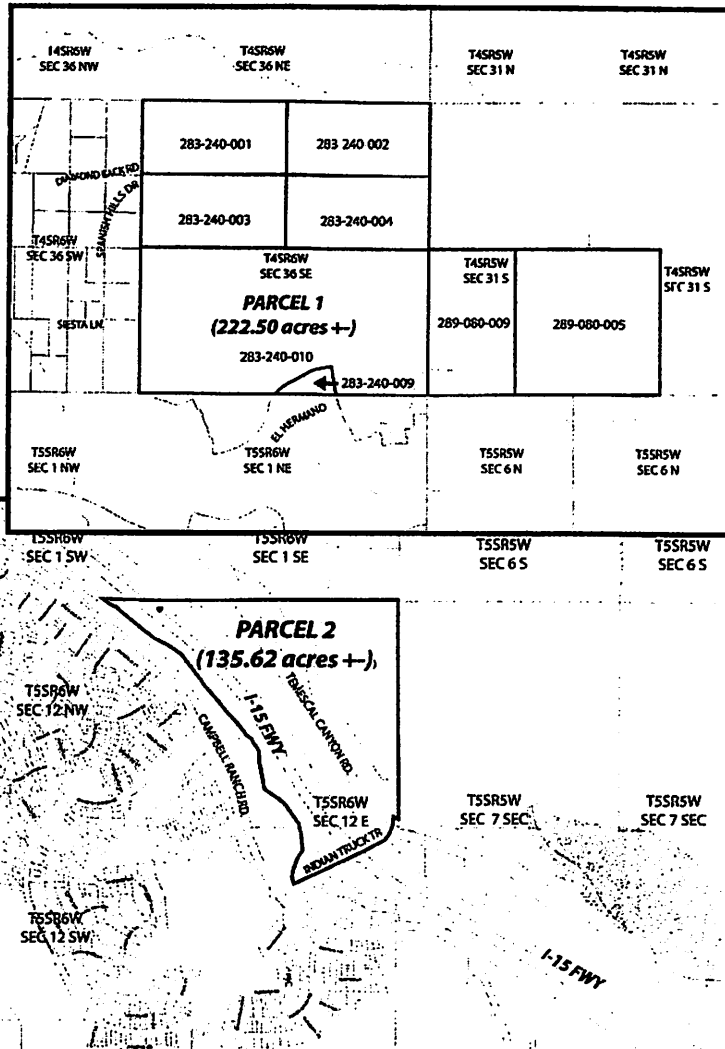 T4SR6W
SEC 36 NW
T4SR6W
SEC 36 NE
T4SR5W
SEC 31 N
T4SR5W
SEC 31 N
283-240-001
283 240 002
DIAMOND BACK RD
SPANISH HILLS DR
283-240-003
283-240-004
T4SR6W
SEC 36 SW
T4SR6W
SEC 36 SE
T4SR5W
SEC 31 S
T4SR5W
SEC 31 S
PARCEL 1
(222.50 acres +-)
289-080-009
289-080-005
SIESTA LN
283-240-010
283-240-009
EL HERMANO
T5SR6W
SEC 1 NW
T5SR6W
SEC 1 NE
T5SR5W
SEC 6 N
T5SR5W
SEC 6 N
T5SR6W
SEC 1 SW
T5SR6W
SEC 1 SE
T5SR5W
SEC 6 S
T5SR5W
SEC 6 S
PARCEL 2
(135.62 acres +-)
T5SR6W
SEC 12 NW
I-15 FWY
TEMESCAL CANYON RD.
CAMPBELL RANCH RD.
T5SR6W
SEC 12 E
T5SR5W
SEC 7 SEC
T5SR5W
SEC 7 SEC
INDIAN TRUCK TR
T5SR6W
SEC 12 SW
I-15 FWY